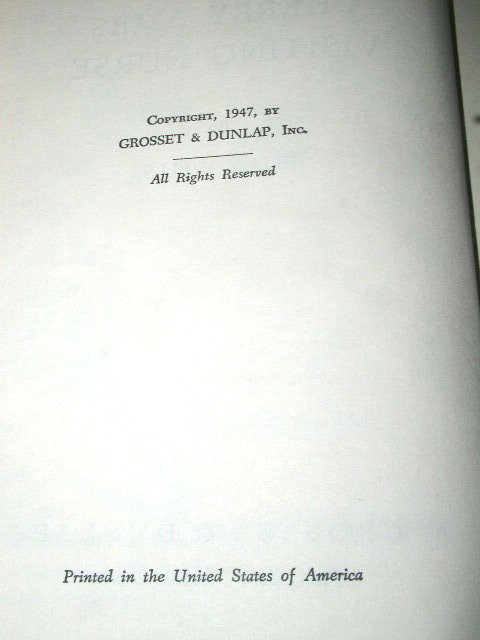 COPYRIGHT, 1947, BY
GROSSET & DUNLAP, INC.
All Rights Reserved
Printed in the United States of America